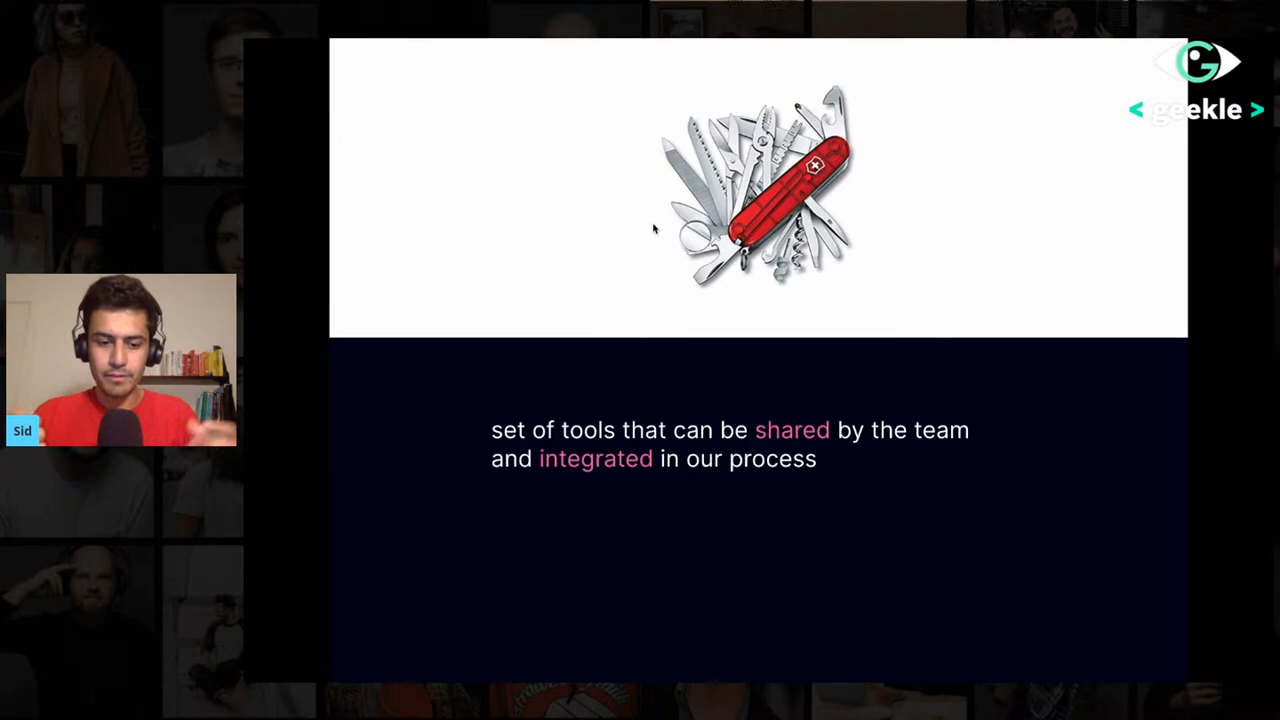 < geekle >
Sid
set of tools that can be shared by the team
and integrated in our process